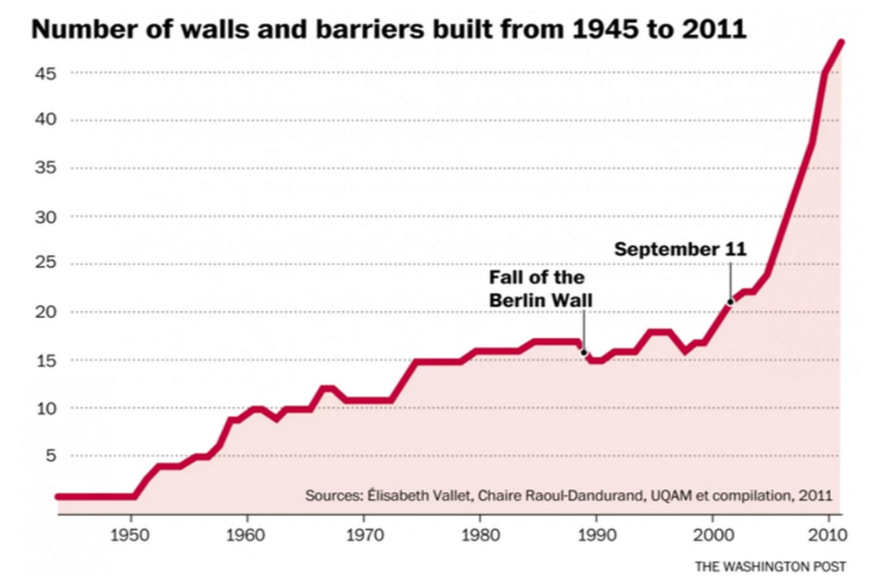 Number of walls and barriers built from 1945 to 2011
45
40
35
30
25
20
15
10
5
September 11
Fall of the
Berlin Wall
Sources: Élisabeth Vallet, Chaire Raoul-Dandurand, UQAM et compilation, 2011
1950 1960 1970 1980 1990 2000 2010
THE WASHINGTON POST